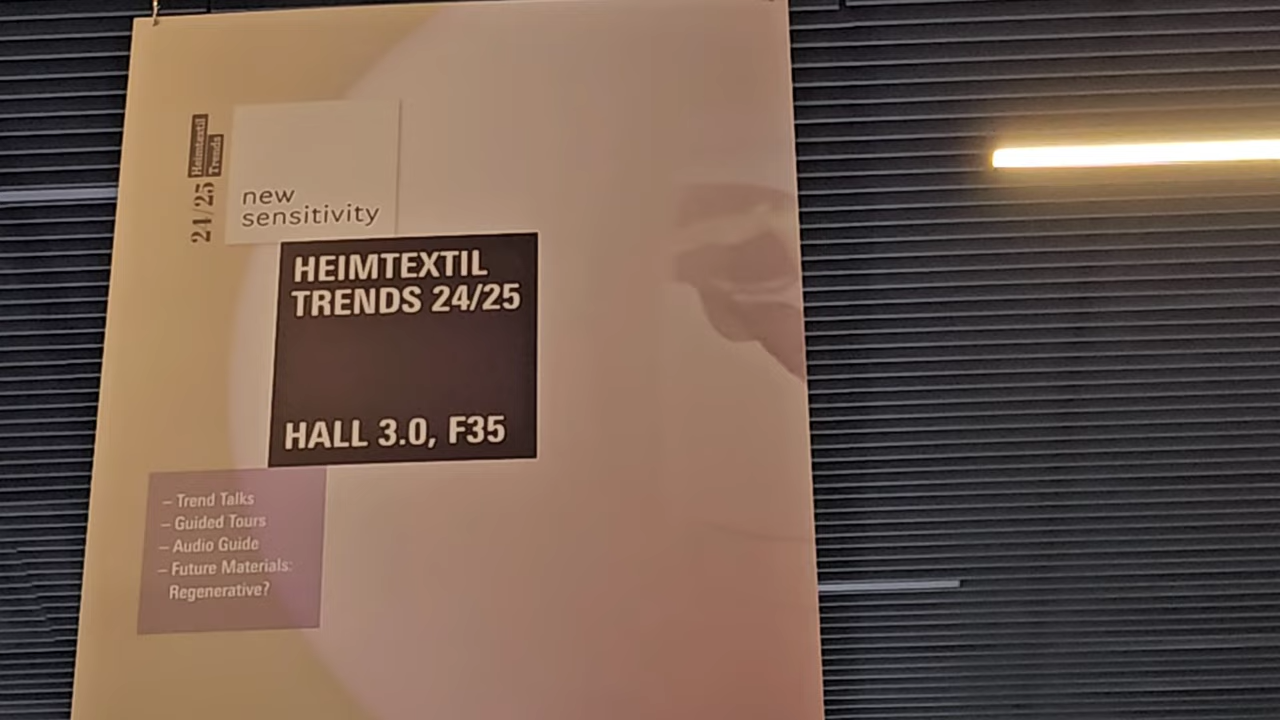 24/25 Heimtextil
Trends
new
sensitivity
HEIMTEXTIL
TRENDS 24/25
HALL 3.0, F35
– Trend Talks
– Guided Tours
– Audio Guide
– Future Materials:
Regenerative?